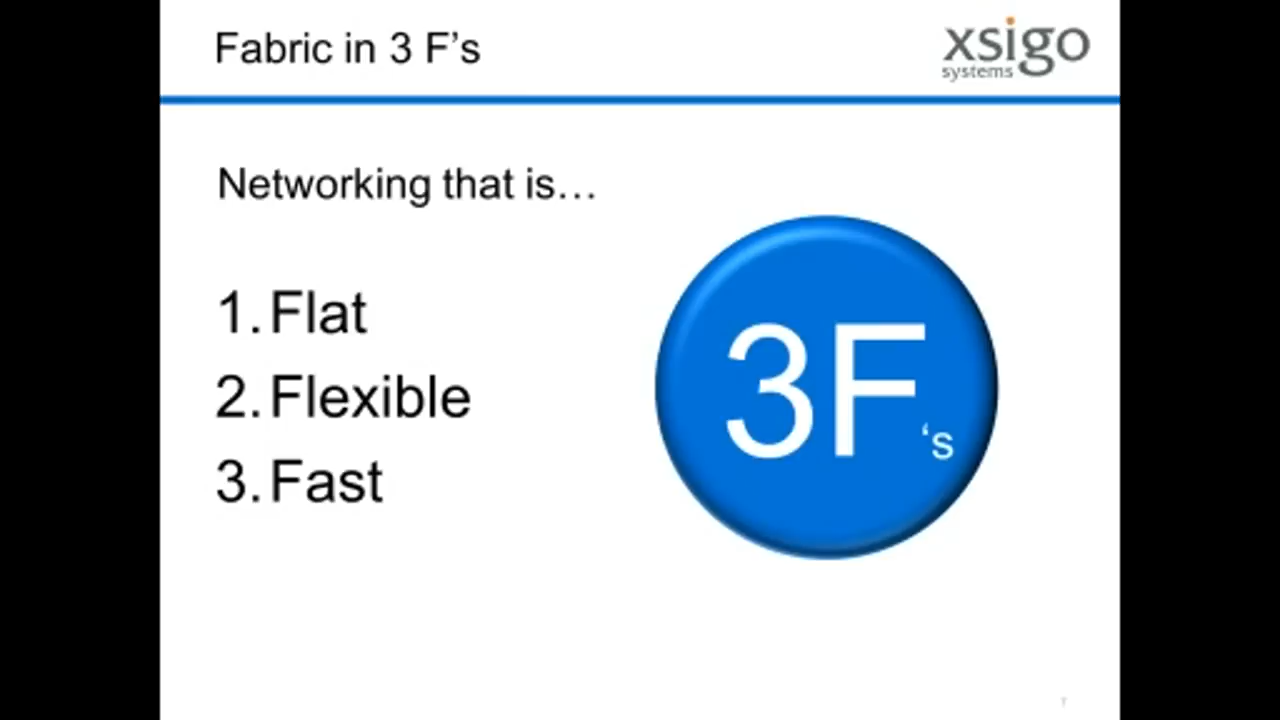 Fabric in 3 F’s
xsigo
systems
Networking that is…
1. Flat
2. Flexible
3. Fast
3F‘s